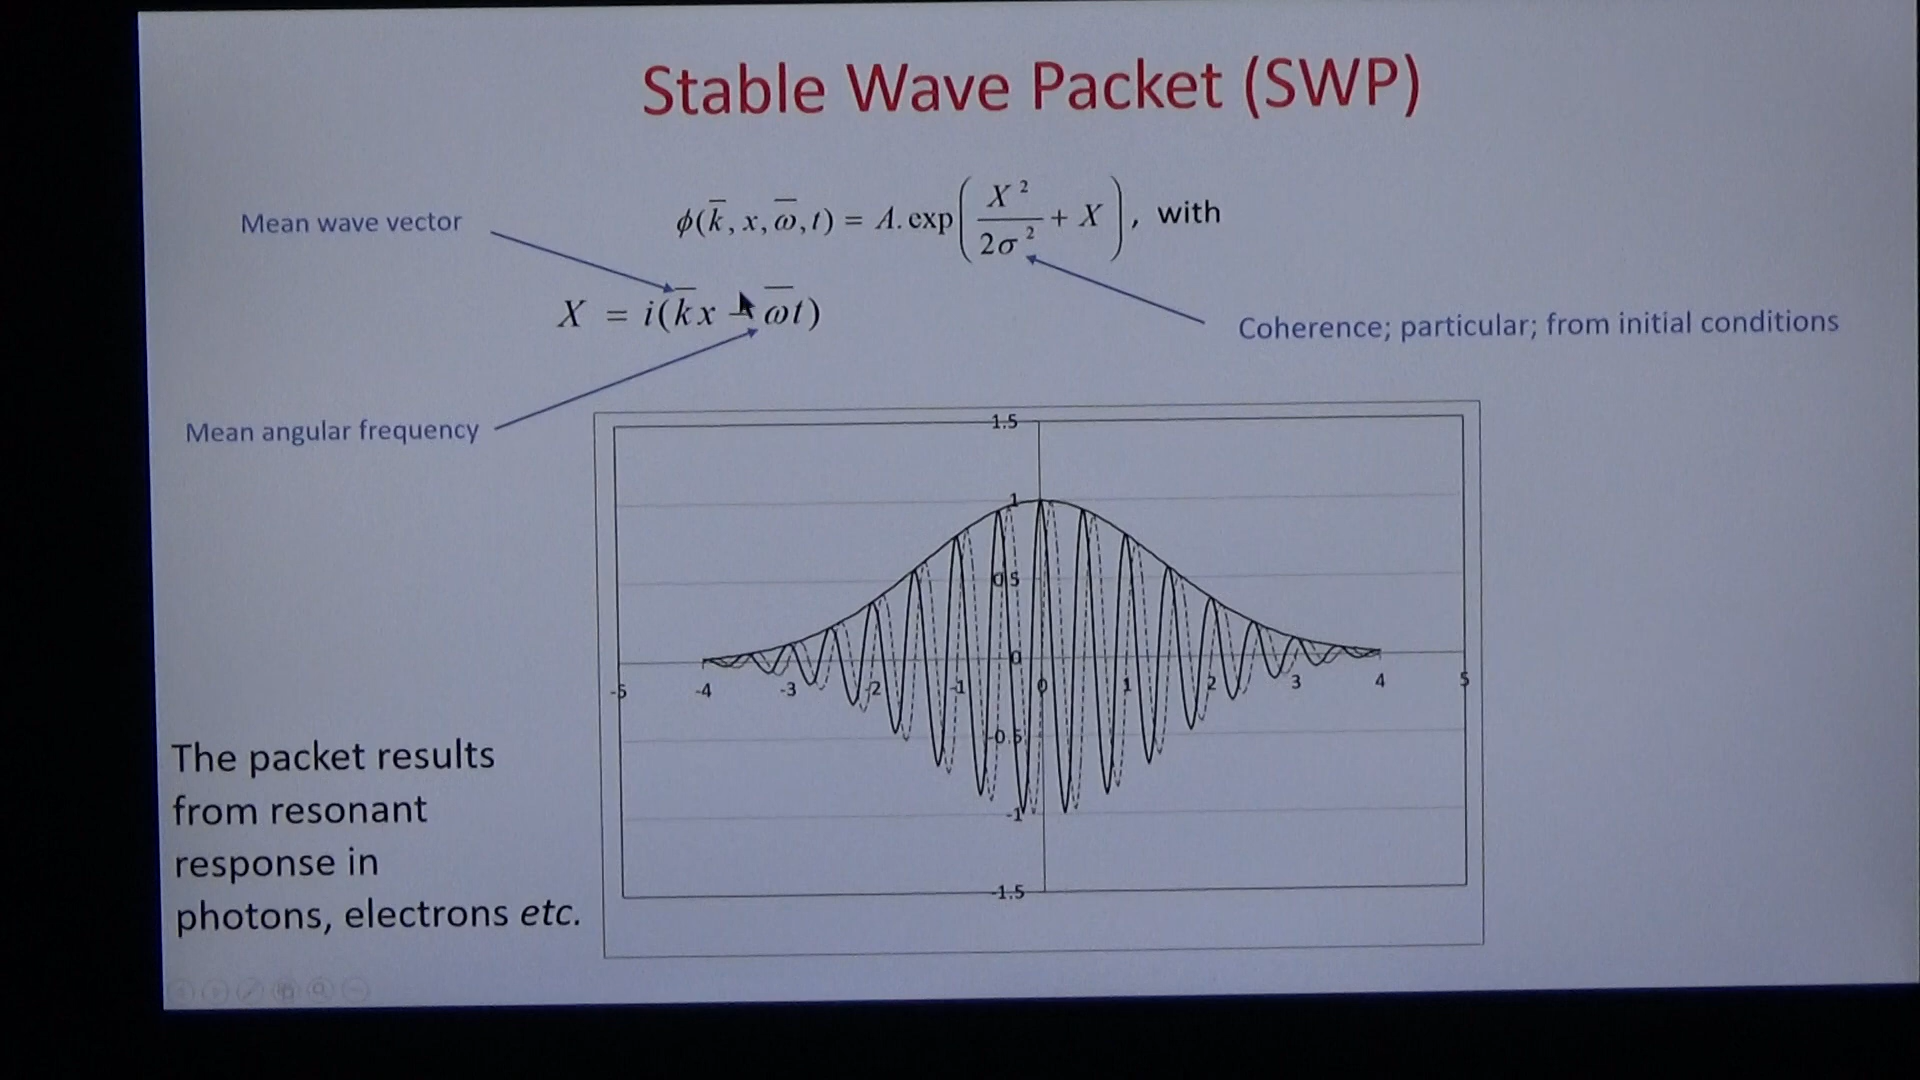 Stable Wave Packet (SWP)
Mean wave vector
ϕ(k̅, x, ω̅, t) = A.exp(X²/2σ² + X), with
X = i(k̅x − ω̅t)
Coherence; particular; from initial conditions
Mean angular frequency
1.5
1
0.5
0
-5 -4 -3 -2 -1 0 1 2 3 4 5
-0.5
-1
-1.5
The packet results
from resonant
response in
photons, electrons etc.